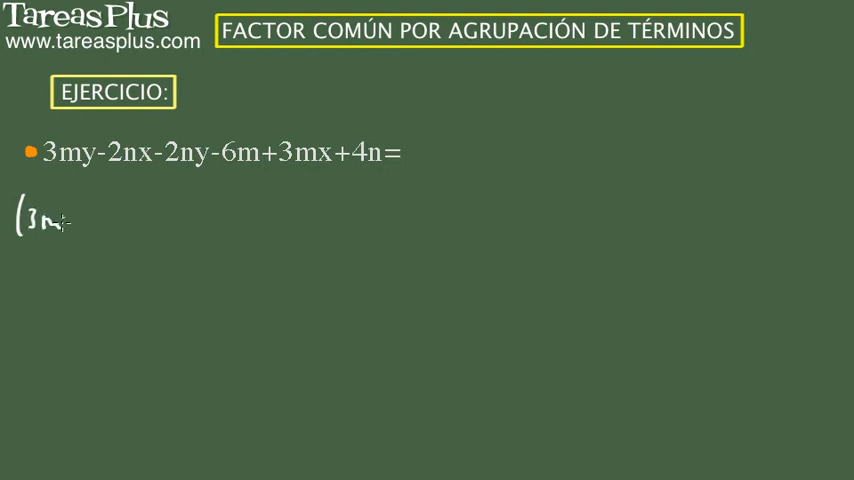 TareasPlus
www.tareasplus.com
FACTOR COMÚN POR AGRUPACIÓN DE TÉRMINOS
EJERCICIO:
3my-2nx-2ny-6m+3mx+4n=
(3m